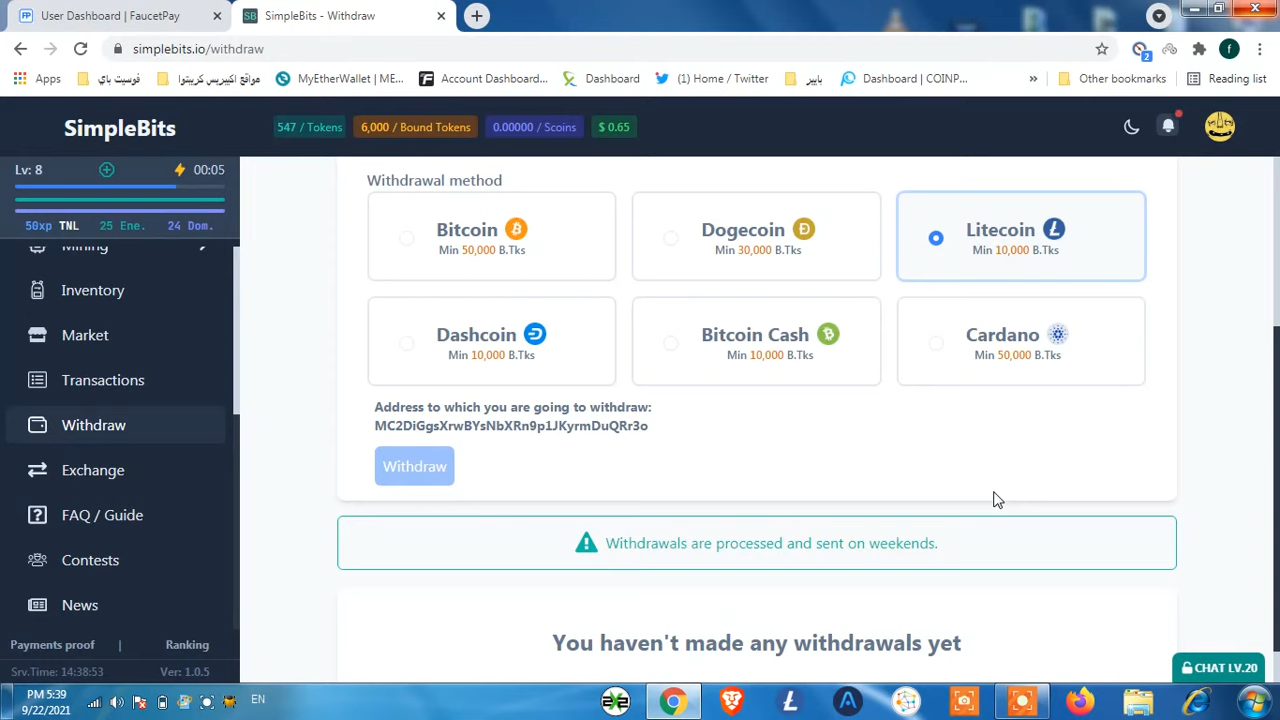 User Dashboard | FaucetPay
SimpleBits - Withdraw
simplebits.io/withdraw
2
f
Apps
فوسيت باي
مواقع اكسبريس كريبتوا
MyEtherWallet | ME...
Account Dashboard...
Dashboard
(1) Home / Twitter
بايير
Dashboard | COINP...
»
Other bookmarks
Reading list
SimpleBits
547 / Tokens
6,000 / Bound Tokens
0.00000 / Scoins
$ 0.65
Lv: 8
00:05
50xp TNL
25 Ene.
24 Dom.
Mining
Inventory
Market
Transactions
Withdraw
Exchange
FAQ / Guide
Contests
News
Payments proof | Ranking
Srv.Time: 14:38:53
Ver: 1.0.5
Withdrawal method
Bitcoin
Min 50,000 B.Tks
Dogecoin
Min 30,000 B.Tks
Litecoin
Min 10,000 B.Tks
Dashcoin
Min 10,000 B.Tks
Bitcoin Cash
Min 10,000 B.Tks
Cardano
Min 50,000 B.Tks
Address to which you are going to withdraw:
MC2DiGgsXrwBYsNbXRn9p1JKyrmDuQRr3o
Withdraw
Withdrawals are processed and sent on weekends.
You haven't made any withdrawals yet
CHAT LV.20
PM 5:39
9/22/2021
EN